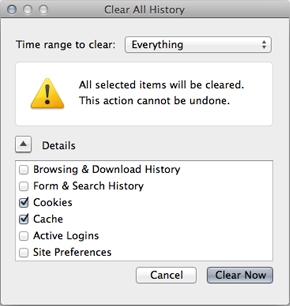 Clear All History
Time range to clear: Everything
All selected items will be cleared.
This action cannot be undone.
Details
Browsing & Download History
Form & Search History
Cookies
Cache
Active Logins
Site Preferences
Cancel Clear Now